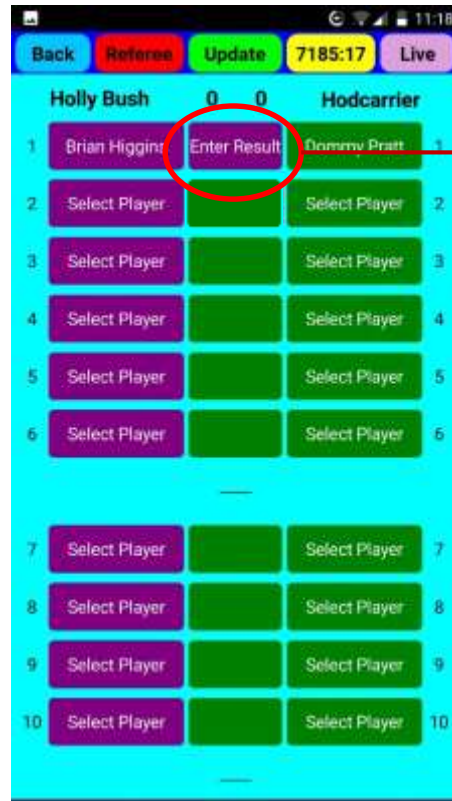 11:18
Back Referee Update 7185:17 Live
Holly Bush 0 0 Hodcarrier
1 Brian Higgins Enter Result Dommy Pratt 1
2 Select Player Select Player 2
3 Select Player Select Player 3
4 Select Player Select Player 4
5 Select Player Select Player 5
6 Select Player Select Player 6
7 Select Player Select Player 7
8 Select Player Select Player 8
9 Select Player Select Player 9
10 Select Player Select Player 10